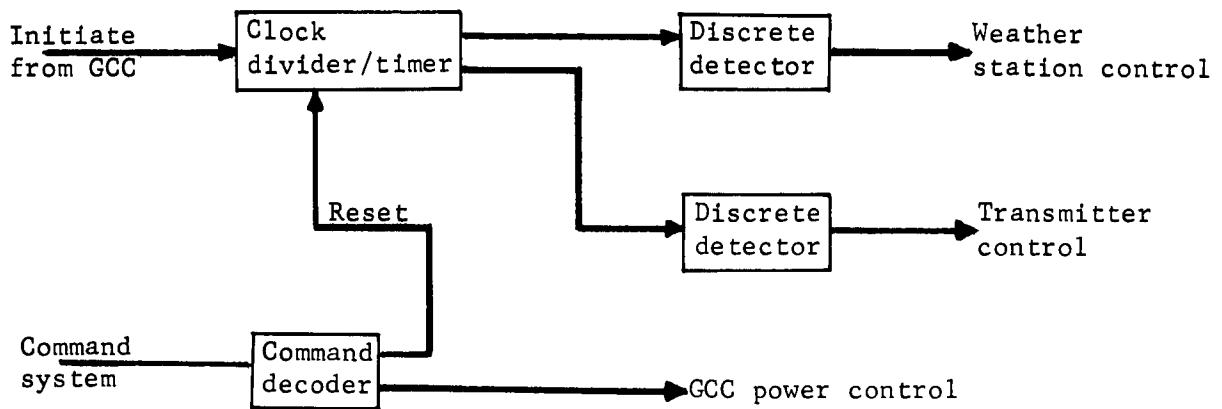 Initiate
from GCC
Clock
divider/timer
Discrete
detector
Weather
station control
Reset
Discrete
detector
Transmitter
control
Command
system
Command
decoder
GCC power control